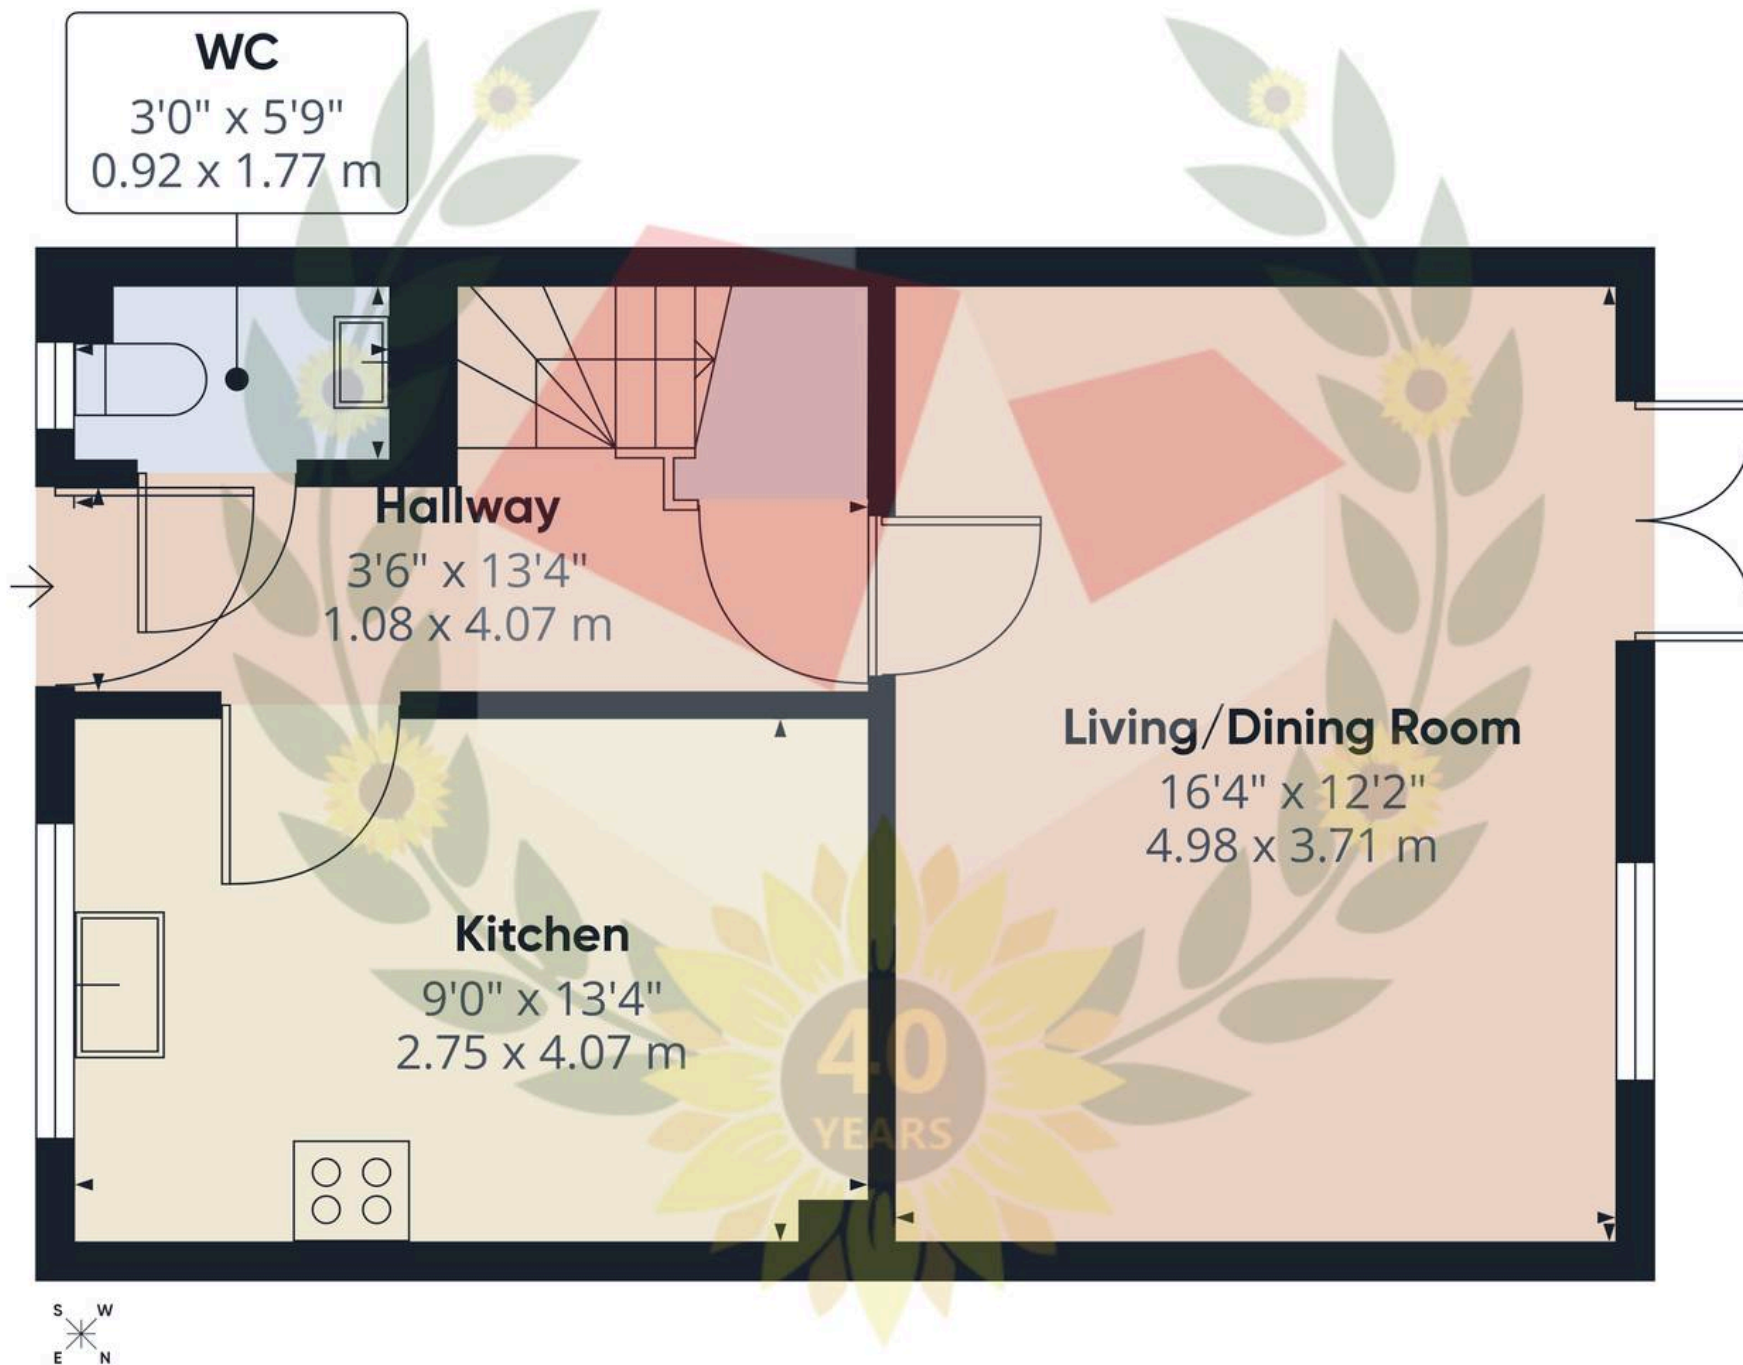 WC
3'0" x 5'9"
0.92 x 1.77 m
Hallway
3'6" x 13'4"
1.08 x 4.07 m
Living/Dining Room
16'4" x 12'2"
4.98 x 3.71 m
Kitchen
9'0" x 13'4"
2.75 x 4.07 m
40
YEARS
S W
E N